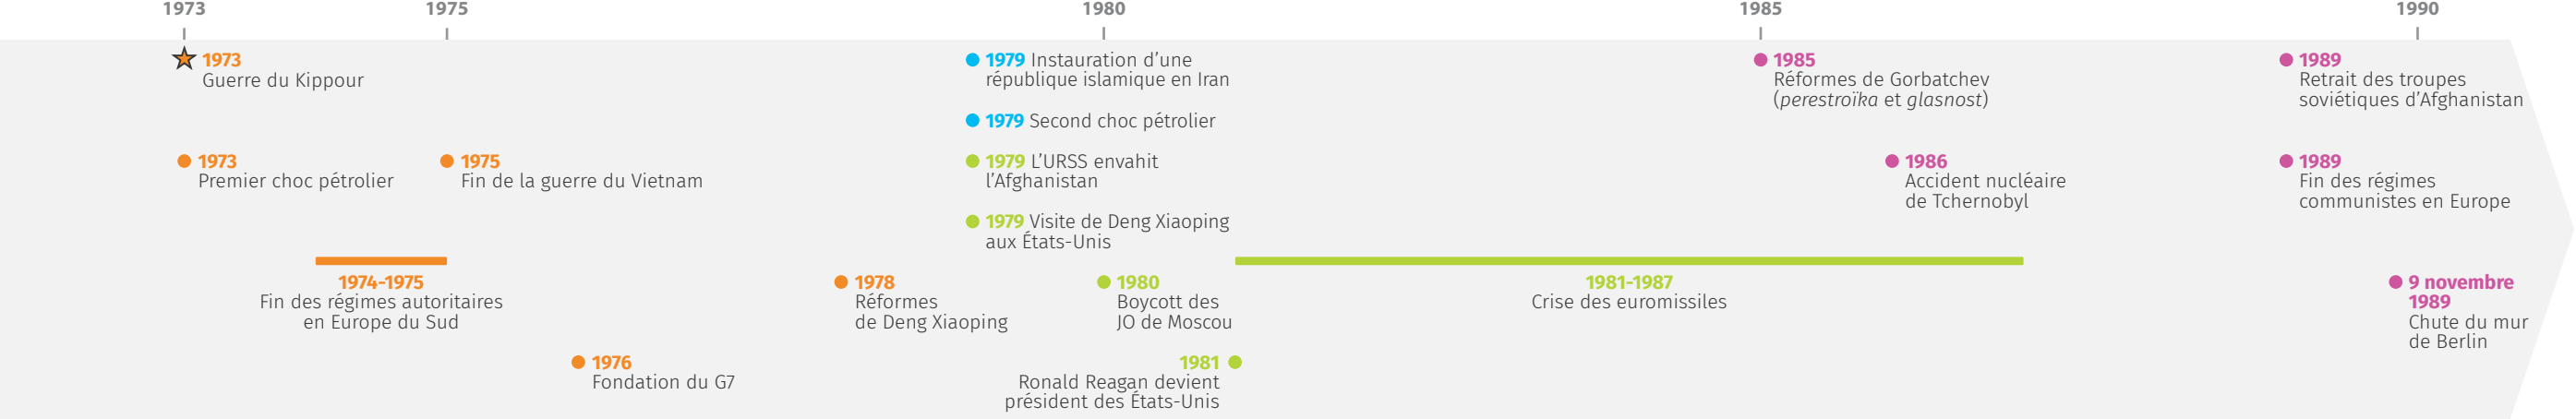 1973
1975
1980
1985
1990
1973
Guerre du Kippour
1973
Premier choc pétrolier
1974-1975
Fin des régimes autoritaires
en Europe du Sud
1975
Fin de la guerre du Vietnam
1976
Fondation du G7
1978
Réformes
de Deng Xiaoping
1979 Instauration d’une
république islamique en Iran
1979 Second choc pétrolier
1979 L’URSS envahit
l’Afghanistan
1979 Visite de Deng Xiaoping
aux États-Unis
1980
Boycott des
JO de Moscou
1981
Ronald Reagan devient
président des États-Unis
1981-1987
Crise des euromissiles
1985
Réformes de Gorbatchev
(perestroïka et glasnost)
1986
Accident nucléaire
de Tchernobyl
1989
Retrait des troupes
soviétiques d’Afghanistan
1989
Fin des régimes
communistes en Europe
9 novembre
1989
Chute du mur
de Berlin